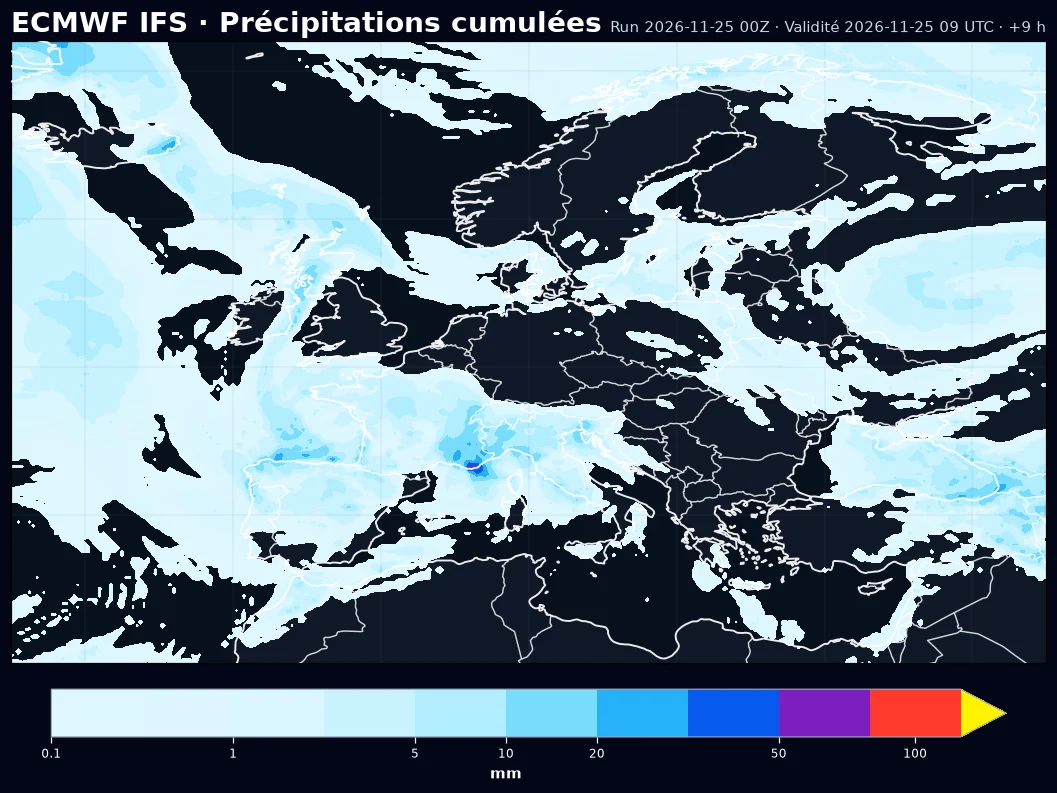 ECMWF IFS · Précipitations cumulées Run 2026-11-25 00Z · Validité 2026-11-25 09 UTC · +9 h
0.1 1 5 10 20 50 100
mm